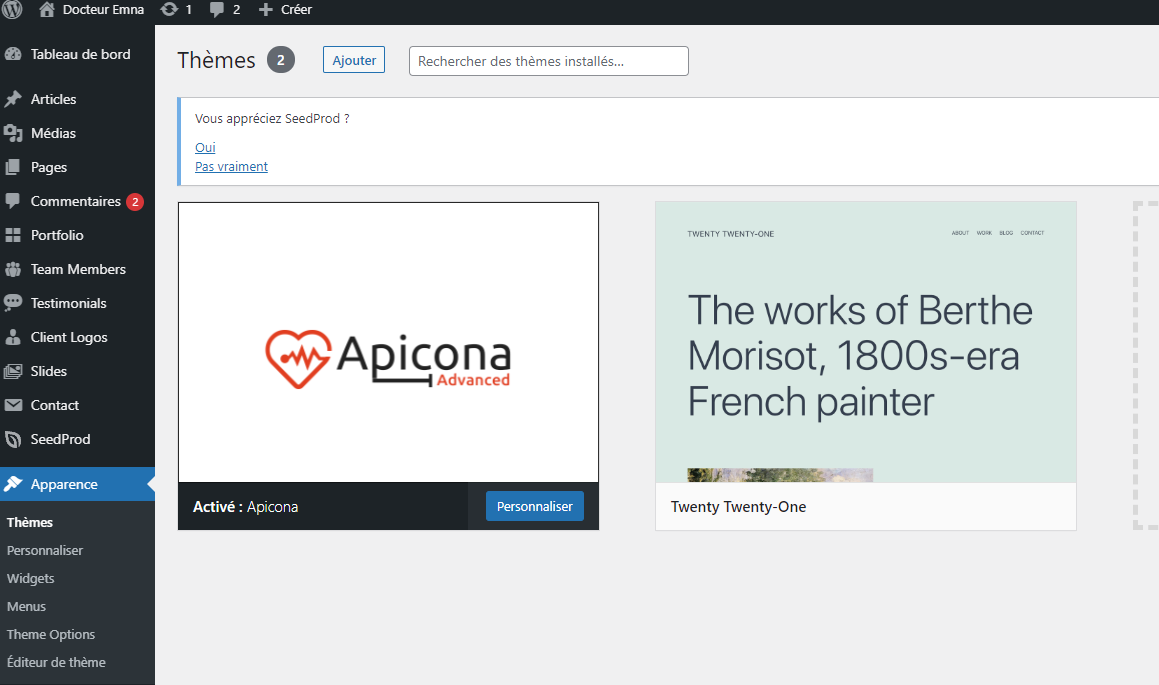 Docteur Emna 1 2 Créer
Tableau de bord
Articles
Médias
Pages
Commentaires 2
Portfolio
Team Members
Testimonials
Client Logos
Slides
Contact
SeedProd
Apparence
Thèmes
Personnaliser
Widgets
Menus
Theme Options
Éditeur de thème
Thèmes 2 Ajouter Rechercher des thèmes installés...
Vous appréciez SeedProd ?
Oui
Pas vraiment
Apicona
Advanced
Activé : Apicona Personnaliser
TWENTY TWENTY-ONE ABOUT WORK BLOG CONTACT
The works of Berthe
Morisot, 1800s-era
French painter
Twenty Twenty-One